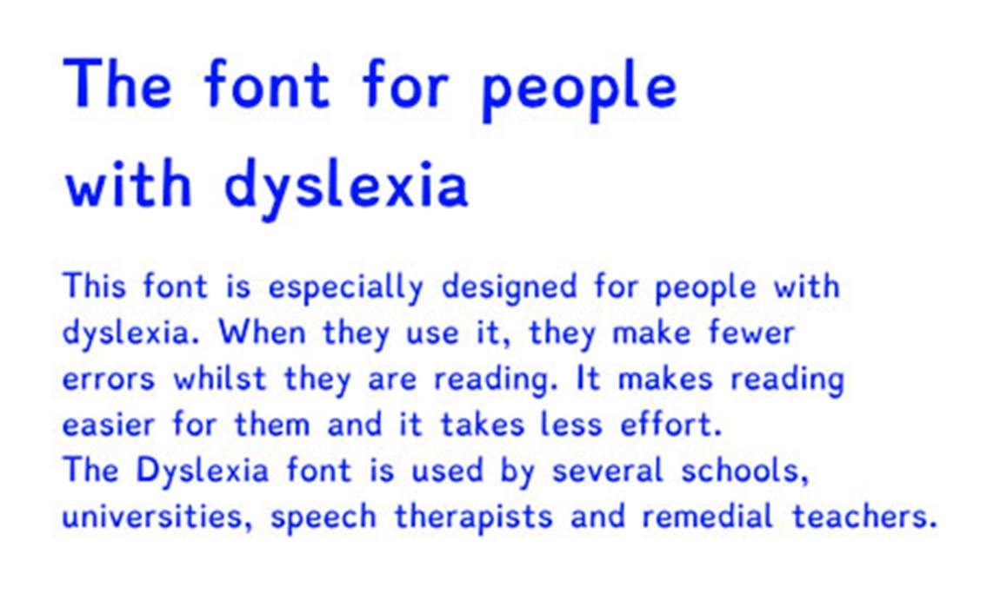 The font for people
with dyslexia
This font is especially designed for people with
dyslexia. When they use it, they make fewer
errors whilst they are reading. It makes reading
easier for them and it takes less effort.
The Dyslexia font is used by several schools,
universities, speech therapists and remedial teachers.